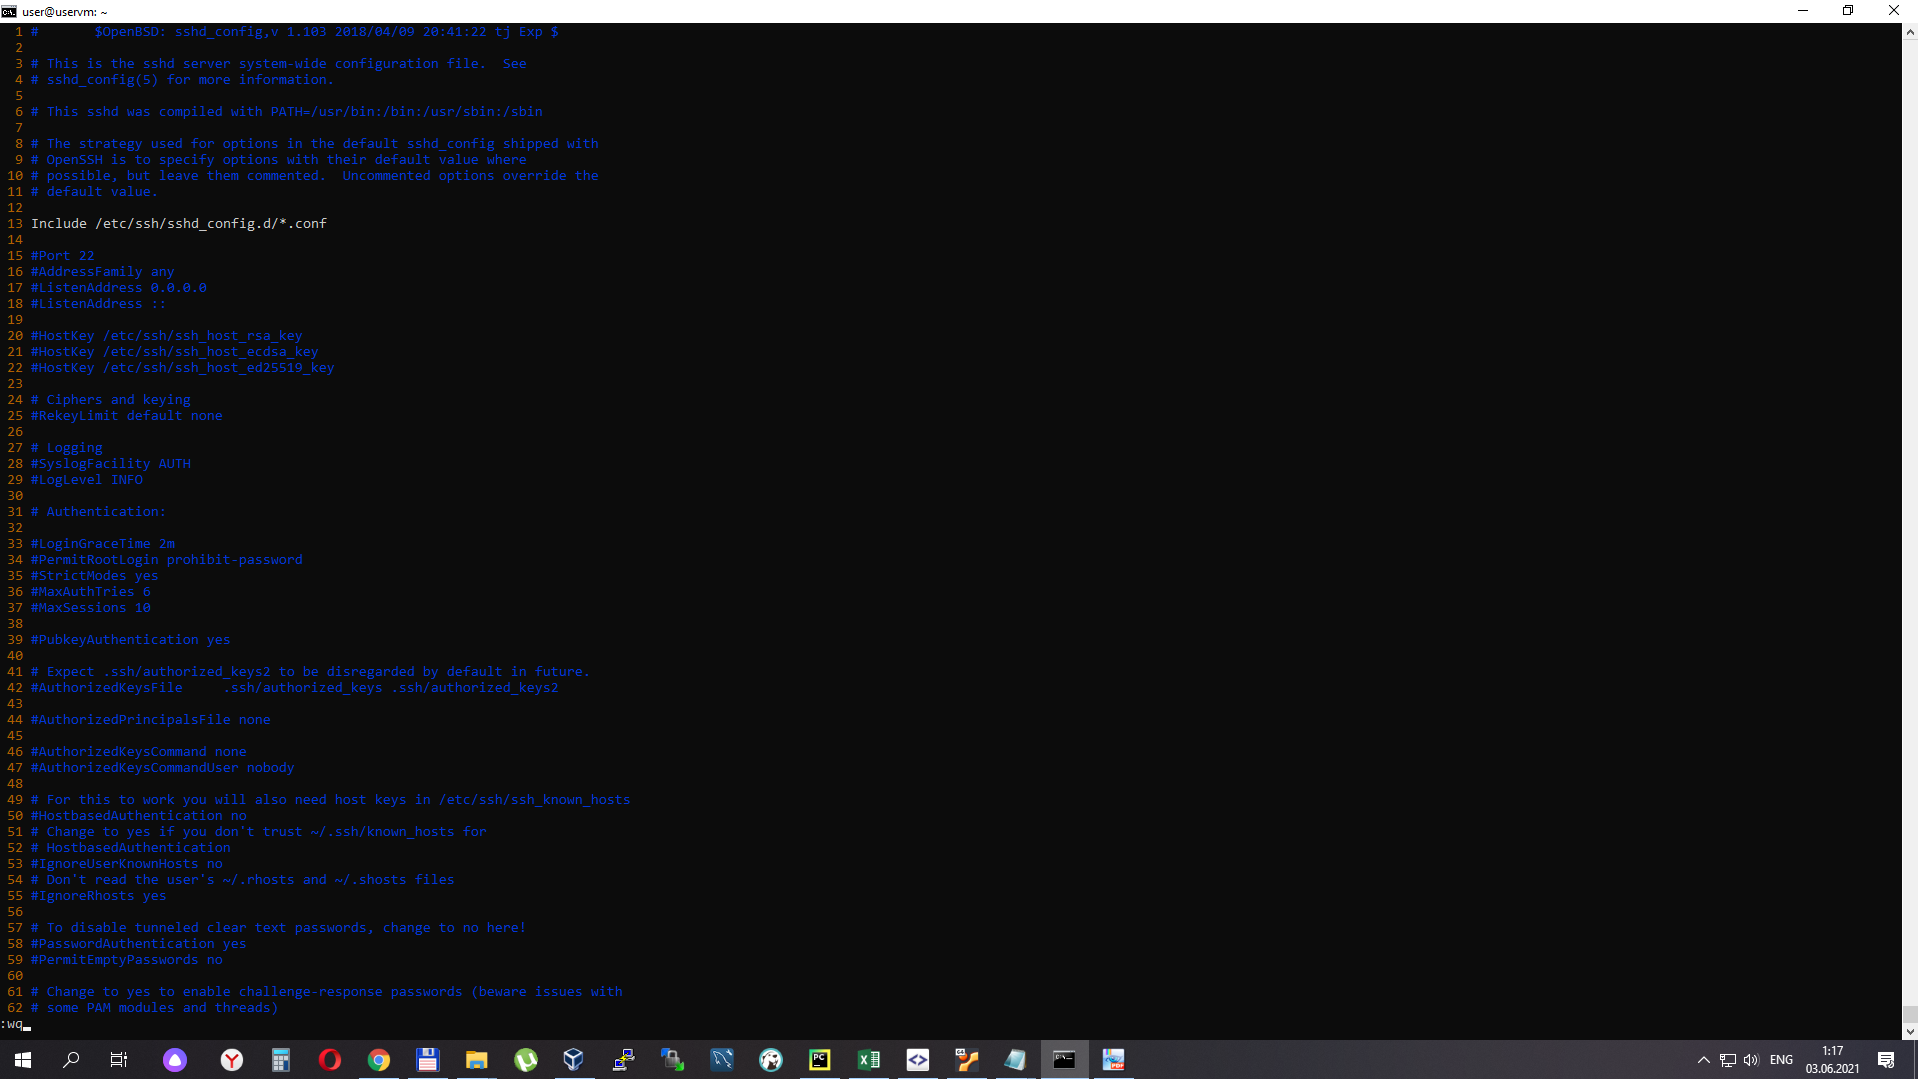 user@uservm: ~
1 #       $OpenBSD: sshd_config,v 1.103 2018/04/09 20:41:22 tj Exp $
2
3 # This is the sshd server system-wide configuration file.  See
4 # sshd_config(5) for more information.
5
6 # This sshd was compiled with PATH=/usr/bin:/bin:/usr/sbin:/sbin
7
8 # The strategy used for options in the default sshd_config shipped with
9 # OpenSSH is to specify options with their default value where
10 # possible, but leave them commented.  Uncommented options override the
11 # default value.
12
13 Include /etc/ssh/sshd_config.d/*.conf
14
15 #Port 22
16 #AddressFamily any
17 #ListenAddress 0.0.0.0
18 #ListenAddress ::
19
20 #HostKey /etc/ssh/ssh_host_rsa_key
21 #HostKey /etc/ssh/ssh_host_ecdsa_key
22 #HostKey /etc/ssh/ssh_host_ed25519_key
23
24 # Ciphers and keying
25 #RekeyLimit default none
26
27 # Logging
28 #SyslogFacility AUTH
29 #LogLevel INFO
30
31 # Authentication:
32
33 #LoginGraceTime 2m
34 #PermitRootLogin prohibit-password
35 #StrictModes yes
36 #MaxAuthTries 6
37 #MaxSessions 10
38
39 #PubkeyAuthentication yes
40
41 # Expect .ssh/authorized_keys2 to be disregarded by default in future.
42 #AuthorizedKeysFile     .ssh/authorized_keys .ssh/authorized_keys2
43
44 #AuthorizedPrincipalsFile none
45
46 #AuthorizedKeysCommand none
47 #AuthorizedKeysCommandUser nobody
48
49 # For this to work you will also need host keys in /etc/ssh/ssh_known_hosts
50 #HostbasedAuthentication no
51 # Change to yes if you don't trust ~/.ssh/known_hosts for
52 # HostbasedAuthentication
53 #IgnoreUserKnownHosts no
54 # Don't read the user's ~/.rhosts and ~/.shosts files
55 #IgnoreRhosts yes
56
57 # To disable tunneled clear text passwords, change to no here!
58 #PasswordAuthentication yes
59 #PermitEmptyPasswords no
60
61 # Change to yes to enable challenge-response passwords (beware issues with
62 # some PAM modules and threads)
:wq
ENG
1:17
03.06.2021